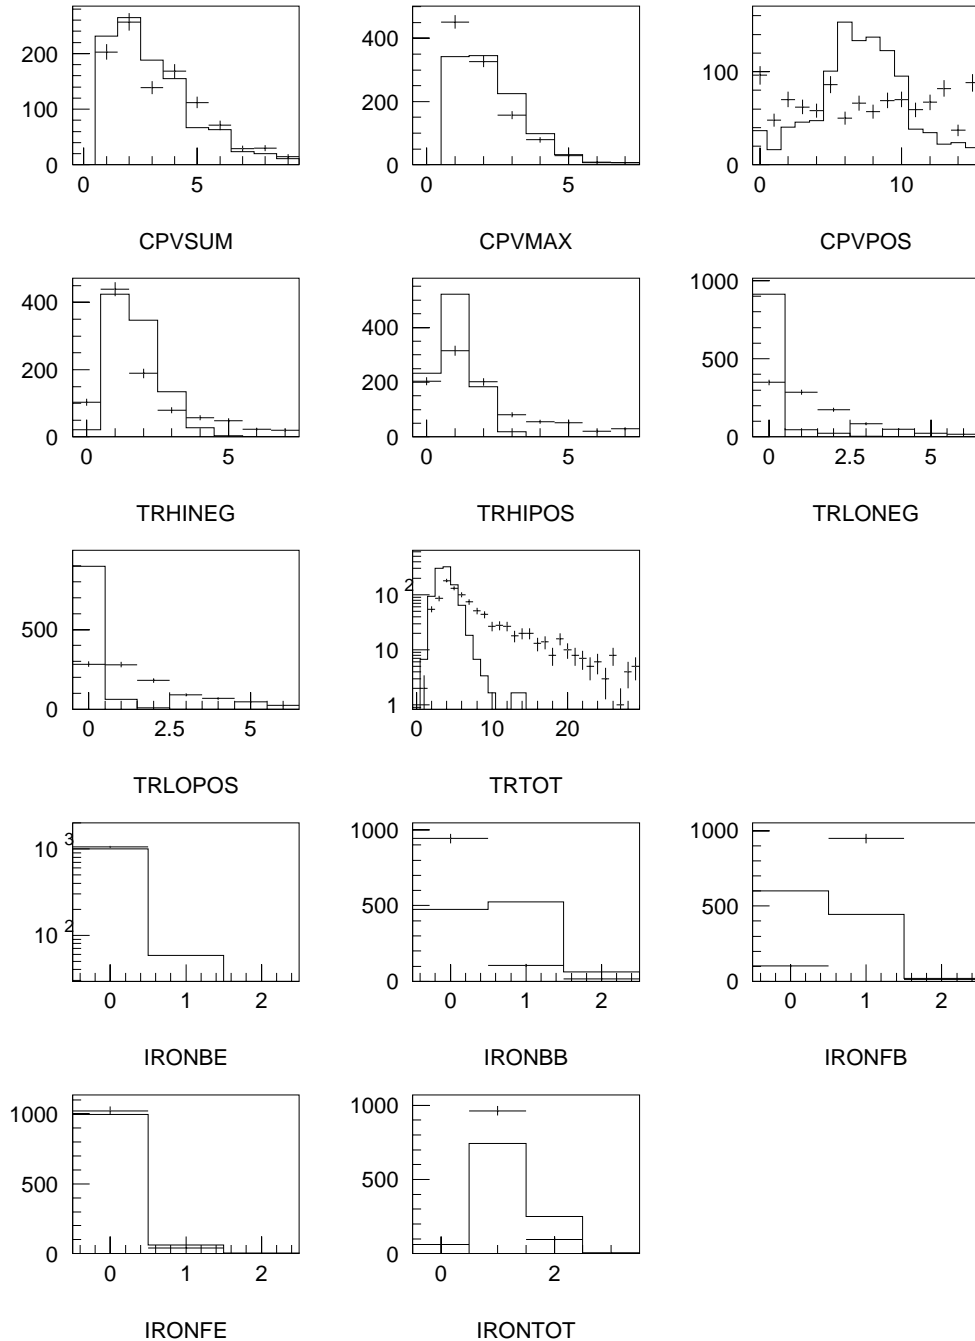 200
100
0
0 5
CPVSUM
400
200
0
0 5
CPVMAX
100
0
0 10
CPVPOS
400
200
0
0 5
TRHINEG
400
200
0
0 5
TRHIPOS
1000
500
0
0 2.5 5
TRLONEG
500
0
0 2.5 5
TRLOPOS
10 2
10
1
0 10 20
TRTOT
10 3
10 2
0 1 2
IRONBE
1000
500
0
0 1 2
IRONBB
1000
500
0
0 1 2
IRONFB
1000
500
0
0 1 2
IRONFE
1000
500
0
0 2
IRONTOT